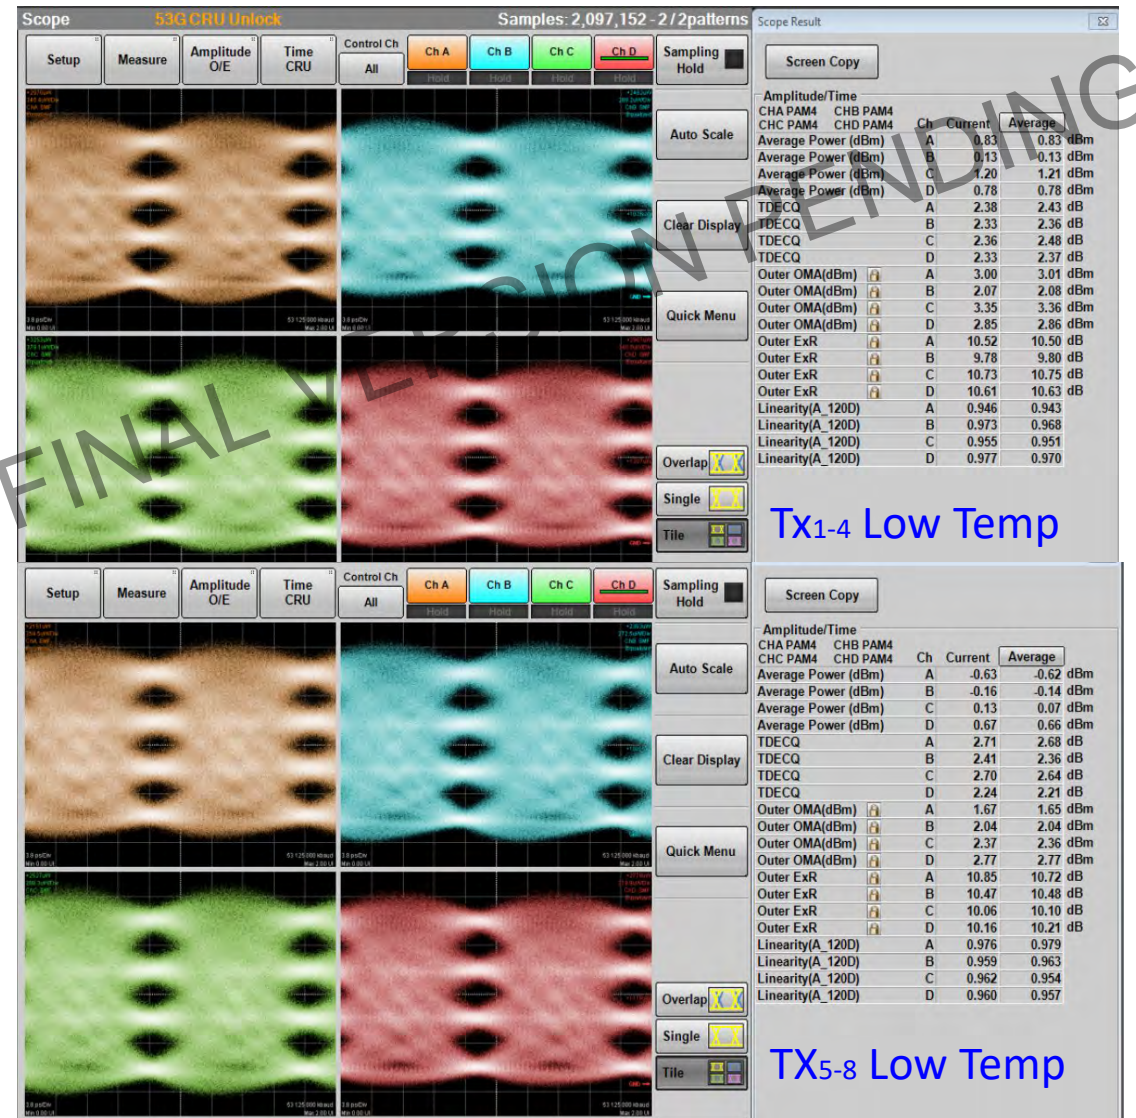 Scope 53G CRU Unlock Samples: 2,097,152 - 2 / 2patterns Scope Result
Setup Measure Amplitude O/E Time CRU Control Ch All Ch A Hold Ch B Hold Ch C Hold Ch D Hold Sampling Hold
Auto Scale
Clear Display
Quick Menu
Overlap
Single
Tile
53.125 000 kbaud
Screen Copy
Amplitude/Time
CHA PAM4 CHB PAM4
CHC PAM4 CHD PAM4 Ch Current Average
Average Power (dBm) A 0.83 0.83 dBm
Average Power (dBm) B 0.13 0.13 dBm
Average Power (dBm) C 1.20 1.21 dBm
Average Power (dBm) D 0.78 0.78 dBm
TDECQ A 2.38 2.43 dB
TDECQ B 2.33 2.36 dB
TDECQ C 2.36 2.48 dB
TDECQ D 2.33 2.37 dB
Outer OMA(dBm) A 3.00 3.01 dBm
Outer OMA(dBm) B 2.07 2.08 dBm
Outer OMA(dBm) C 3.35 3.36 dBm
Outer OMA(dBm) D 2.85 2.86 dBm
Outer ExR A 10.52 10.50 dB
Outer ExR B 9.78 9.80 dB
Outer ExR C 10.73 10.75 dB
Outer ExR D 10.61 10.63 dB
Linearity(A_120D) A 0.946 0.943
Linearity(A_120D) B 0.973 0.968
Linearity(A_120D) C 0.955 0.951
Linearity(A_120D) D 0.977 0.970
Tx1-4 Low Temp
FINAL VERSION PENDING
Setup Measure Amplitude O/E Time CRU Control Ch All Ch A Hold Ch B Hold Ch C Hold Ch D Hold Sampling Hold
Auto Scale
Clear Display
Quick Menu
Overlap
Single
Tile
Screen Copy
Amplitude/Time
CHA PAM4 CHB PAM4
CHC PAM4 CHD PAM4 Ch Current Average
Average Power (dBm) A -0.63 -0.62 dBm
Average Power (dBm) B -0.16 -0.14 dBm
Average Power (dBm) C 0.13 0.07 dBm
Average Power (dBm) D 0.67 0.66 dBm
TDECQ A 2.71 2.68 dB
TDECQ B 2.41 2.36 dB
TDECQ C 2.70 2.64 dB
TDECQ D 2.24 2.21 dB
Outer OMA(dBm) A 1.67 1.65 dBm
Outer OMA(dBm) B 2.04 2.04 dBm
Outer OMA(dBm) C 2.37 2.36 dBm
Outer OMA(dBm) D 2.77 2.77 dBm
Outer ExR A 10.85 10.72 dB
Outer ExR B 10.47 10.48 dB
Outer ExR C 10.06 10.10 dB
Outer ExR D 10.16 10.21 dB
Linearity(A_120D) A 0.976 0.979
Linearity(A_120D) B 0.959 0.963
Linearity(A_120D) C 0.962 0.954
Linearity(A_120D) D 0.960 0.957
TX5-8 Low Temp